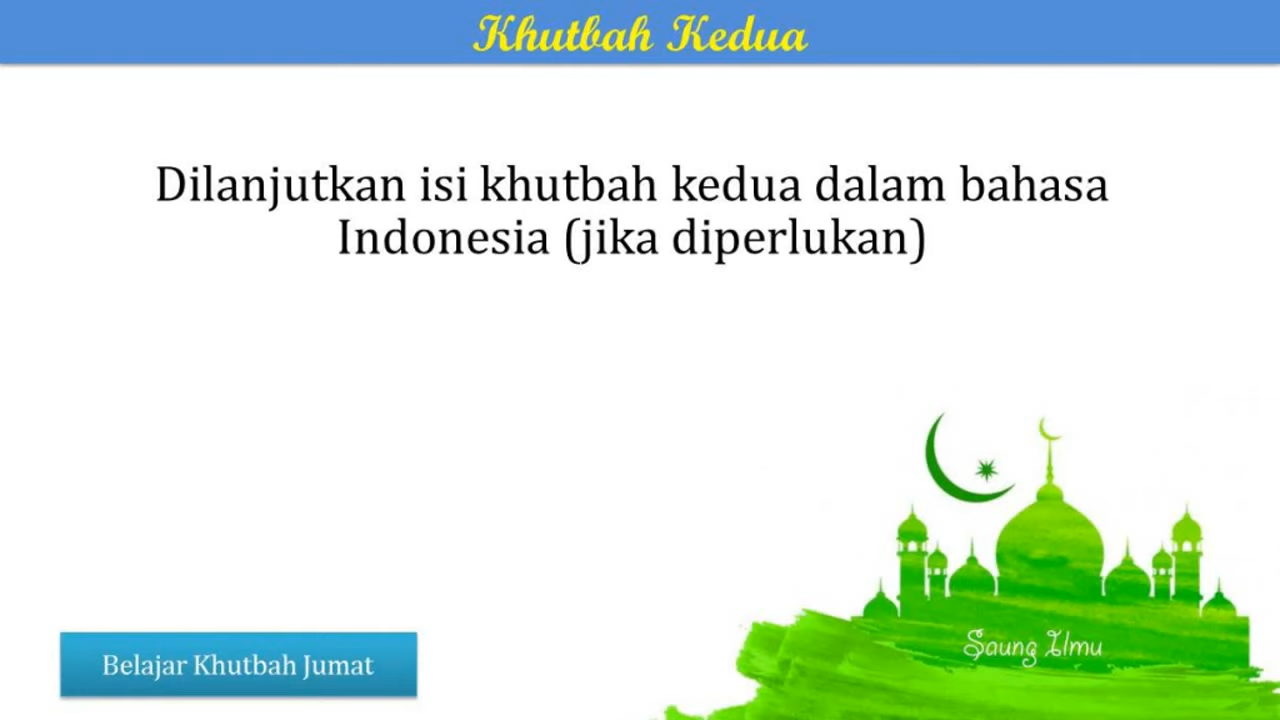 Khutbah Kedua
Dilanjutkan isi khutbah kedua dalam bahasa
Indonesia (jika diperlukan)
Saung Ilmu
Belajar Khutbah Jumat